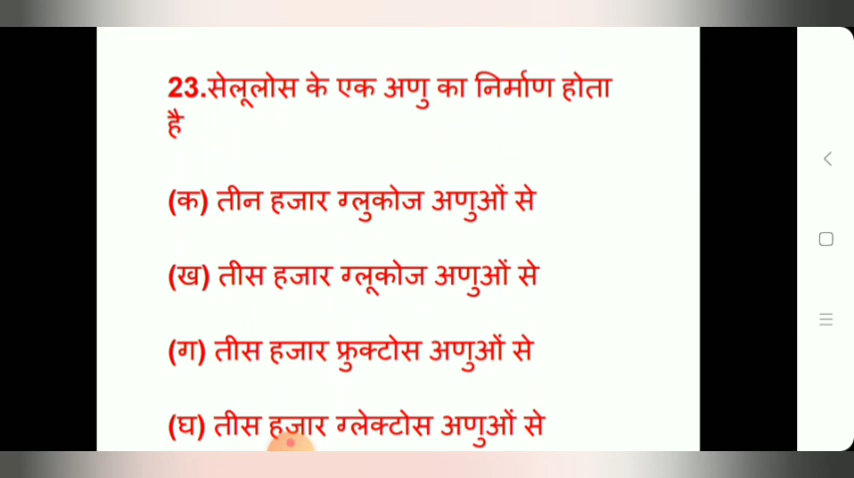 23.सेलूलोस के एक अणु का निर्माण होता
है
(क) तीन हजार ग्लुकोज अणुओं से
(ख) तीस हजार ग्लूकोज अणुओं से
(ग) तीस हजार फ्रुक्टोस अणुओं से
(घ) तीस हजार ग्लेक्टोस अणुओं से